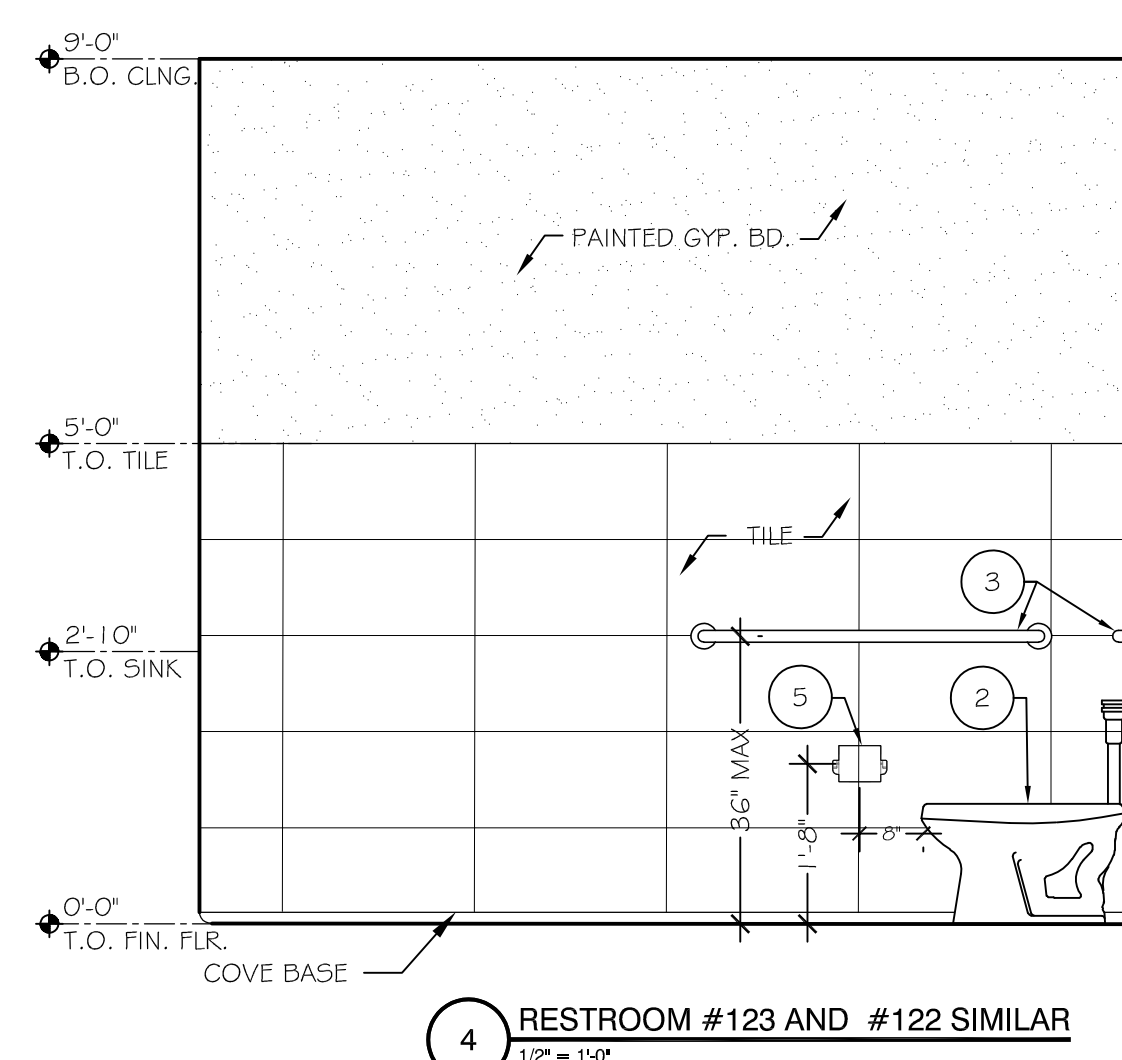 9'-0"
B.O. CLNG.
PAINTED GYP. BD.
5'-0"
T.O. TILE
TILE
3
2'-10"
T.O. SINK
5
2
36" MAX
1'-8"
8"
0'-0"
T.O. FIN. FLR.
COVE BASE
4
RESTROOM #123 AND #122 SIMILAR
1/2" = 1'-0"